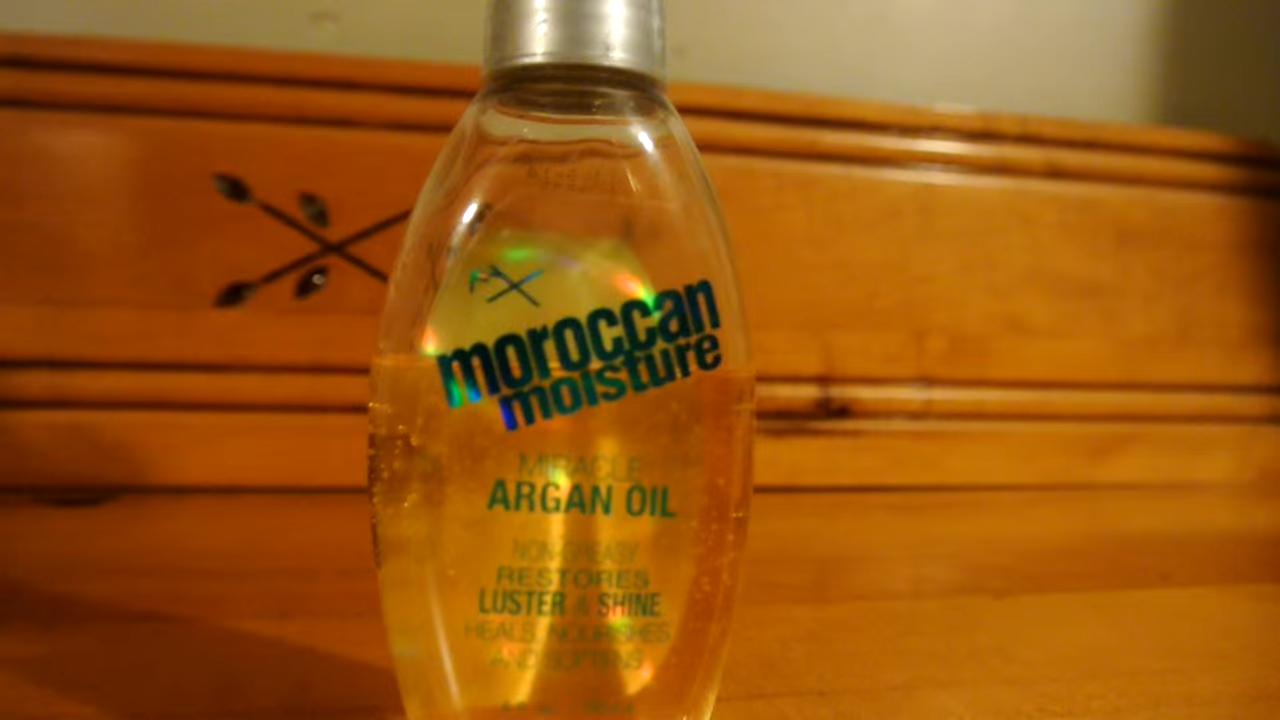 moroccan
moisture
MIRACLE
ARGAN OIL
NON-GREASY
RESTORES
LUSTER & SHINE
HEALS, NOURISHES
AND SOFTENS